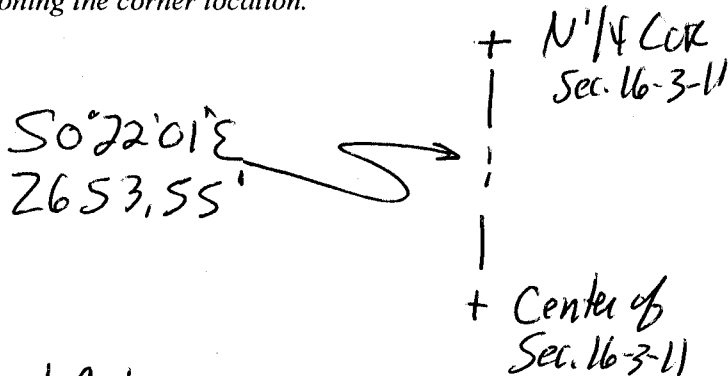 oning the corner location.
N 1/4 Cor
Sec. 16-3-11
S0°22'01"E
2653.55'
Center of
Sec. 16-3-11